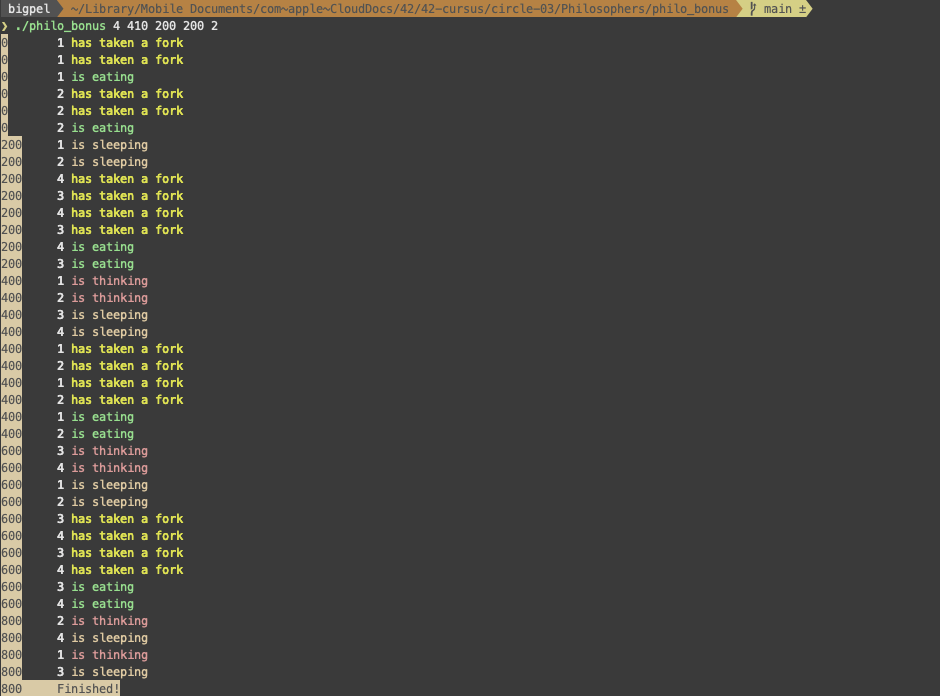 bigpel ~/Library/Mobile Documents/com~apple~CloudDocs/42/42-cursus/circle-03/Philosophers/philo_bonus main ±
❯ ./philo_bonus 4 410 200 200 2
0 1 has taken a fork
0 1 has taken a fork
0 1 is eating
0 2 has taken a fork
0 2 has taken a fork
0 2 is eating
200 1 is sleeping
200 2 is sleeping
200 4 has taken a fork
200 3 has taken a fork
200 4 has taken a fork
200 3 has taken a fork
200 4 is eating
200 3 is eating
400 1 is thinking
400 2 is thinking
400 3 is sleeping
400 4 is sleeping
400 1 has taken a fork
400 2 has taken a fork
400 1 has taken a fork
400 2 has taken a fork
400 1 is eating
400 2 is eating
600 3 is thinking
600 4 is thinking
600 1 is sleeping
600 2 is sleeping
600 3 has taken a fork
600 4 has taken a fork
600 3 has taken a fork
600 4 has taken a fork
600 3 is eating
600 4 is eating
800 2 is thinking
800 4 is sleeping
800 1 is thinking
800 3 is sleeping
800 Finished!